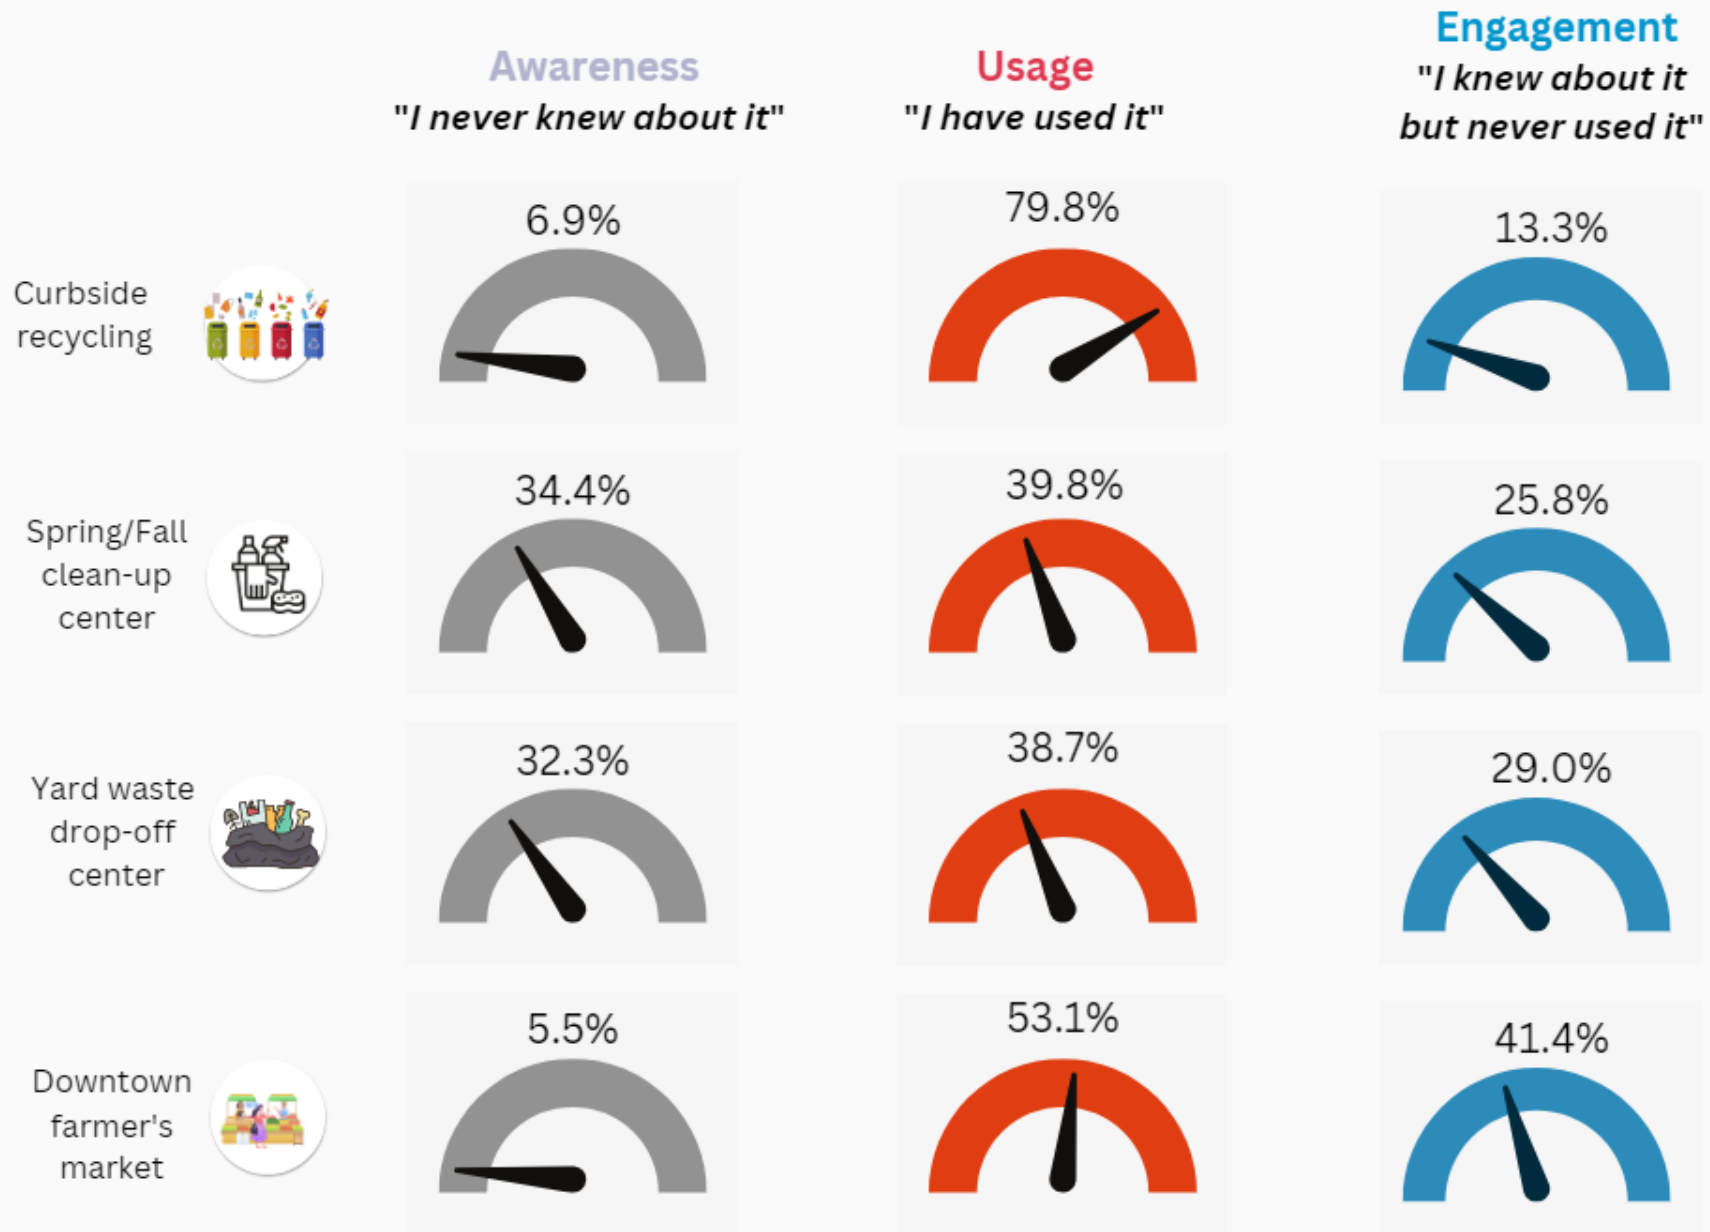 Awareness
"I never knew about it"
Usage
"I have used it"
Engagement
"I knew about it
but never used it"
Curbside
recycling
6.9%
79.8%
13.3%
Spring/Fall
clean-up
center
34.4%
39.8%
25.8%
Yard waste
drop-off
center
32.3%
38.7%
29.0%
Downtown
farmer's
market
5.5%
53.1%
41.4%